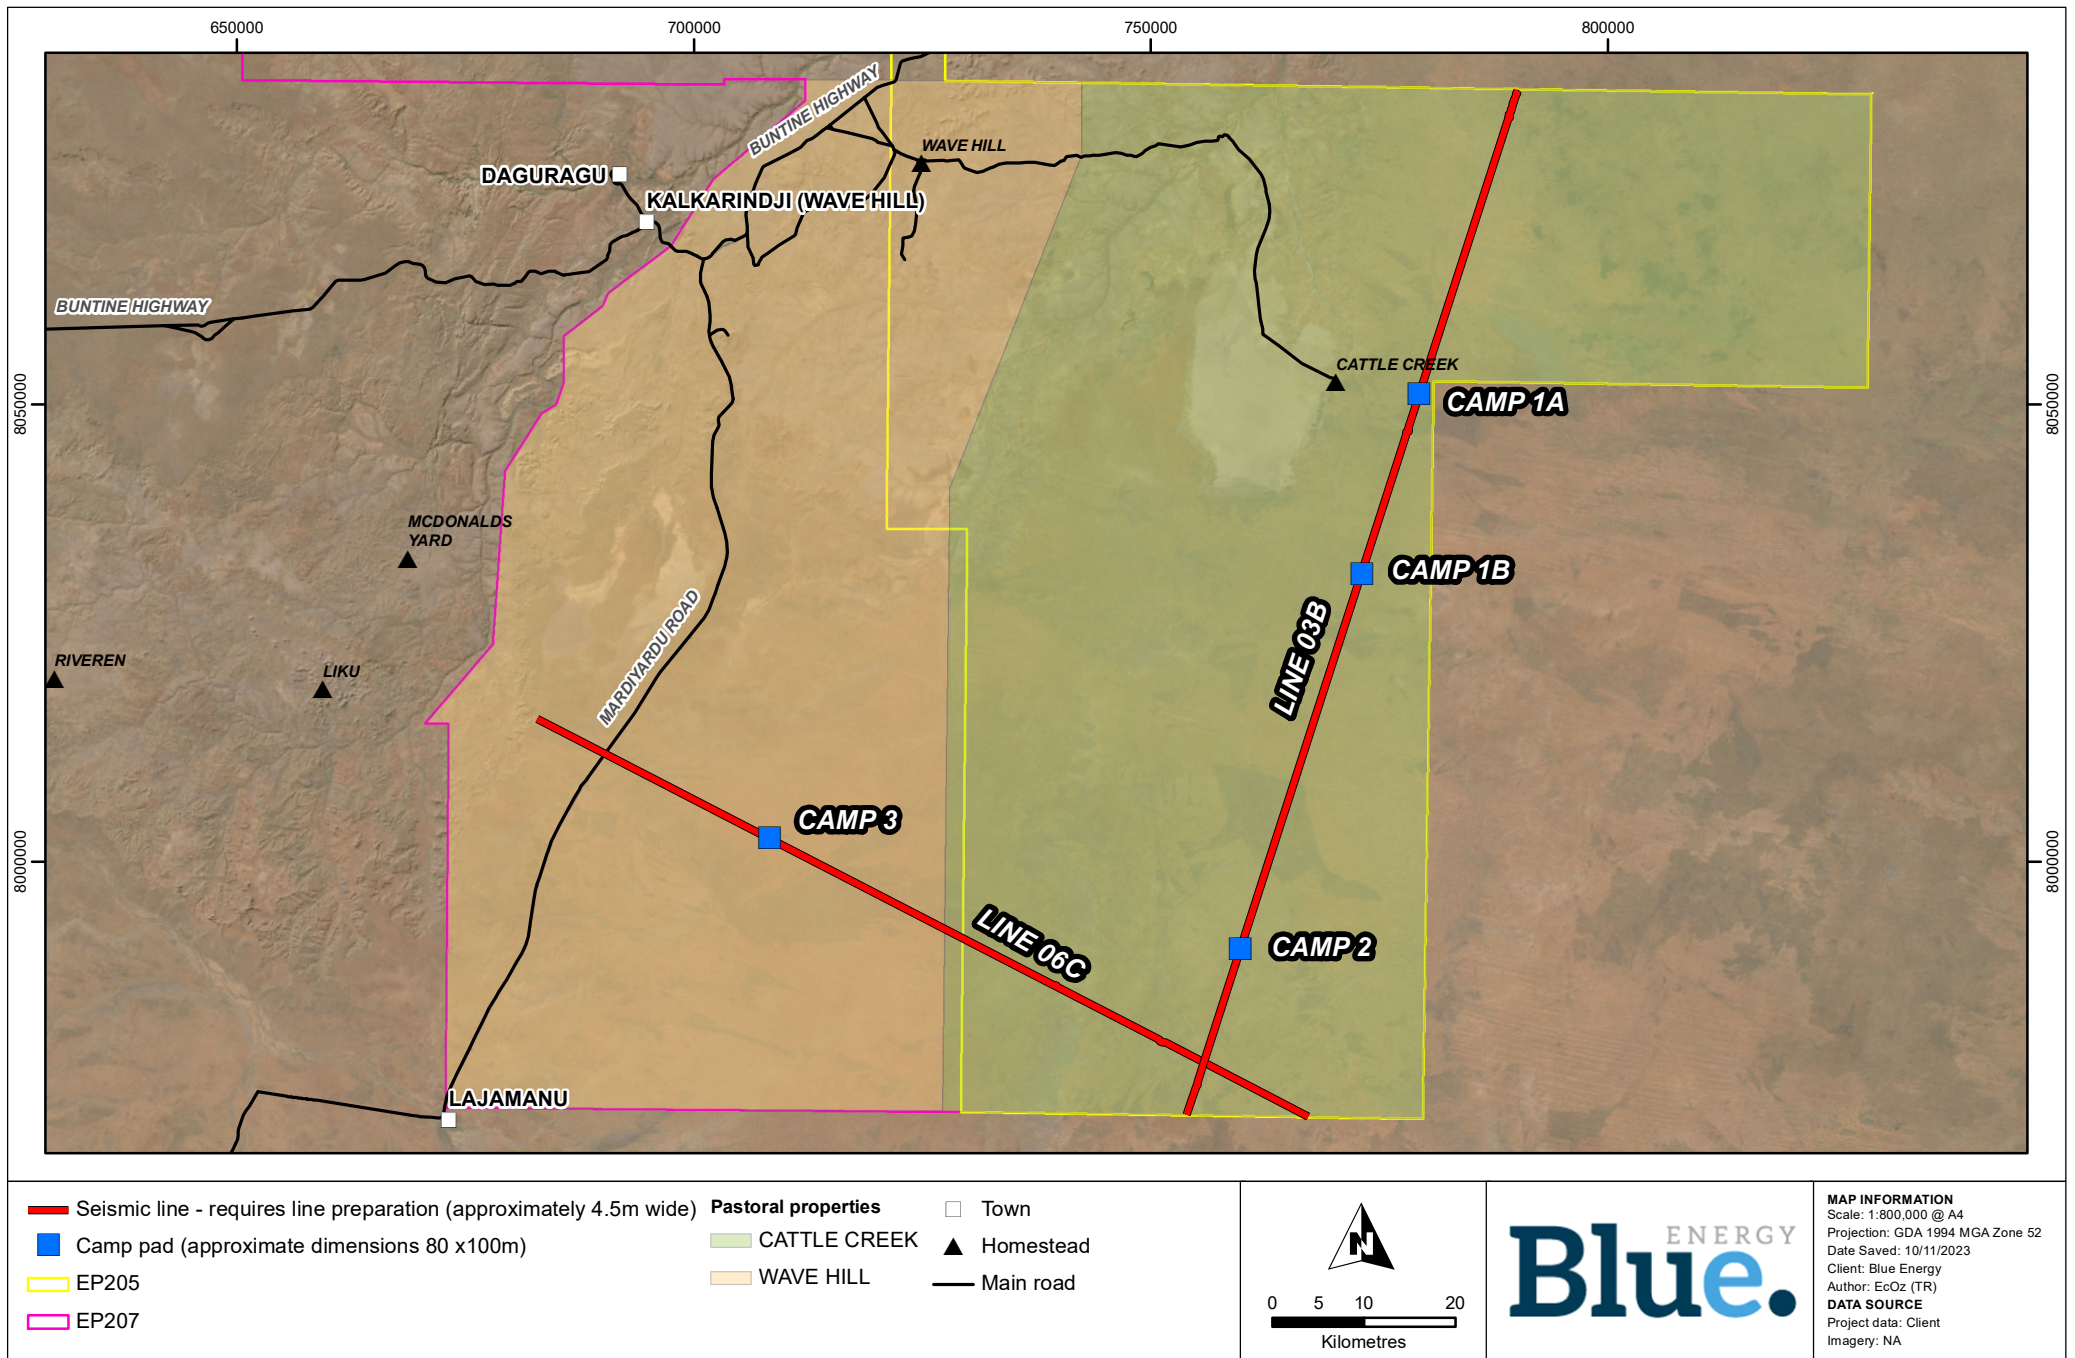 650000
700000
750000
800000
BUNTINE HIGHWAY
WAVE HILL
DAGURAGU
KALKARINDJI (WAVE HILL)
BUNTINE HIGHWAY
CATTLE CREEK
8050000
8050000
CAMP 1A
MCDONALDS
YARD
CAMP 1B
LINE 03B
MARDIYARDU ROAD
RIVEREN
LIKU
CAMP 3
8000000
8000000
LINE 06C
CAMP 2
LAJAMANU
Seismic line - requires line preparation (approximately 4.5m wide)
Camp pad (approximate dimensions 80 x100m)
EP205
EP207
Pastoral properties
CATTLE CREEK
WAVE HILL
Town
Homestead
Main road
N
0 5 10 20
Kilometres
Blue.
ENERGY
MAP INFORMATION
Scale: 1:800,000 @ A4
Projection: GDA 1994 MGA Zone 52
Date Saved: 10/11/2023
Client: Blue Energy
Author: EcOz (TR)
DATA SOURCE
Project data: Client
Imagery: NA